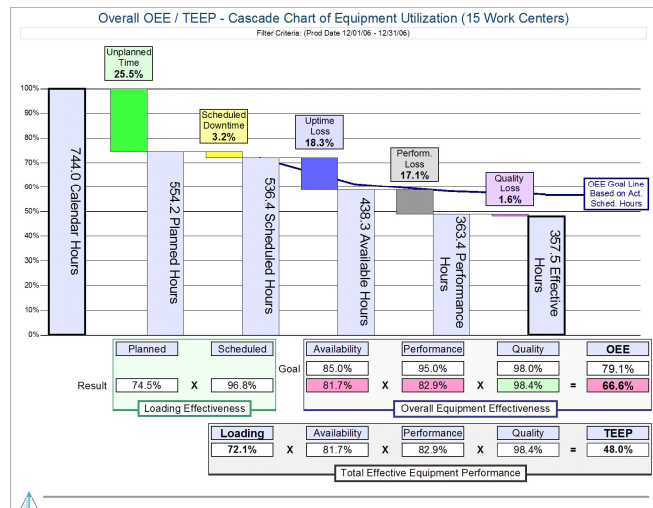 Overall OEE / TEEP - Cascade Chart of Equipment Utilization (15 Work Centers)
Filter Criteria: (Prod Date 12/01/06 - 12/31/06)
Unplanned
Time
25.5%
Scheduled
Downtime
3.2%
Uptime
Loss
18.3%
Perform.
Loss
17.1%
Quality
Loss
1.6%
OEE Goal Line
Based on Act.
Sched. Hours
100%
90%
80%
70%
60%
50%
40%
30%
20%
10%
0%
744.0 Calendar Hours
554.2 Planned Hours
536.4 Scheduled Hours
438.3 Available Hours
363.4 Performance
Hours
357.5 Effective
Hours
Planned Scheduled Availability Performance Quality OEE
Goal 85.0% 95.0% 98.0% 79.1%
Result 74.5% X 96.8% 81.7% X 82.9% X 98.4% = 66.6%
Loading Effectiveness Overall Equipment Effectiveness
Loading Availability Performance Quality TEEP
72.1% X 81.7% X 82.9% X 98.4% = 48.0%
Total Effective Equipment Performance